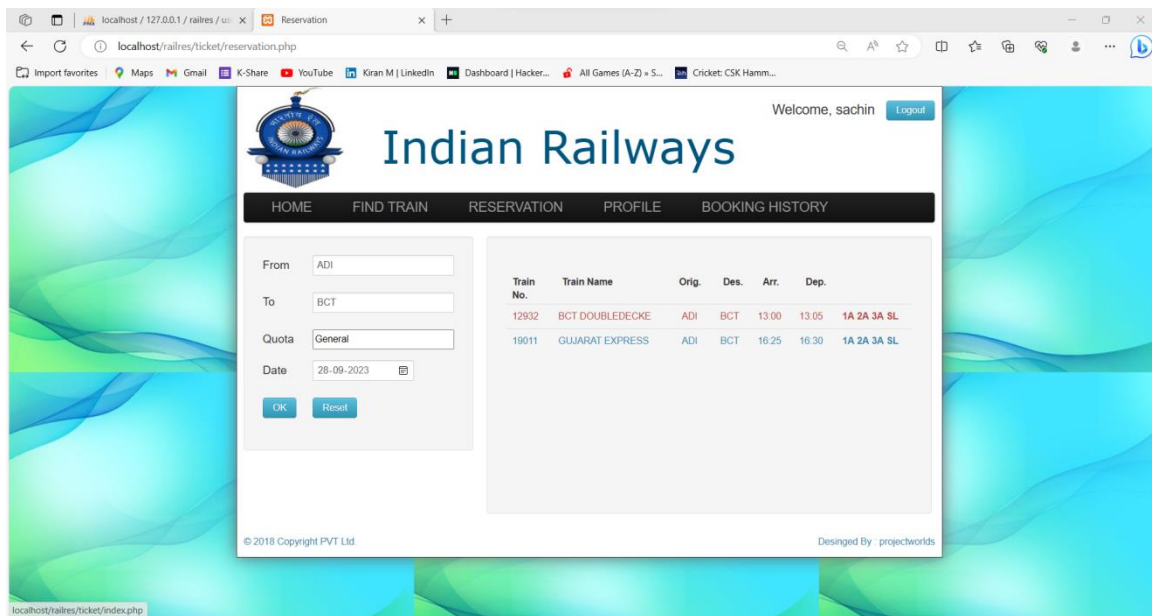 localhost / 127.0.0.1 / railres / us
Reservation
localhost/railres/ticket/reservation.php
Import favorites Maps Gmail K-Share YouTube Kiran M | LinkedIn Dashboard | Hacker... All Games (A-Z) » S... Cricket: CSK Hamm...
भारतीय रेल
INDIAN RAILWAYS
Welcome, sachin Logout
Indian Railways
HOME FIND TRAIN RESERVATION PROFILE BOOKING HISTORY
From ADI
To BCT
Quota General
Date 28-09-2023
OK Reset
Train No. Train Name Orig. Des. Arr. Dep.
12932 BCT DOUBLEDECKE ADI BCT 13:00 13:05 1A 2A 3A SL
19011 GUJARAT EXPRESS ADI BCT 16:25 16:30 1A 2A 3A SL
© 2018 Copyright PVT Ltd. Desinged By : projectworlds
localhost/railres/ticket/index.php